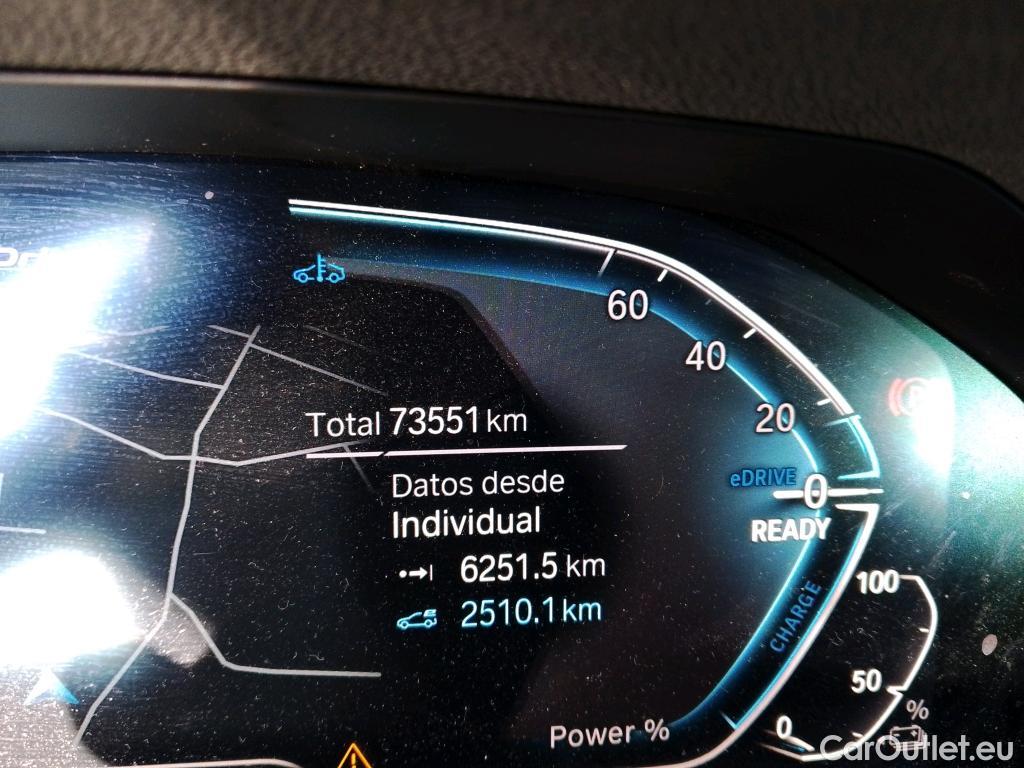 60
40
Total 73551 km
20
Datos desde
eDRIVE
0
Individual
READY
6251.5 km
100
2510.1 km
CHARGE
50
%
Power %
0
CarOutlet.eu